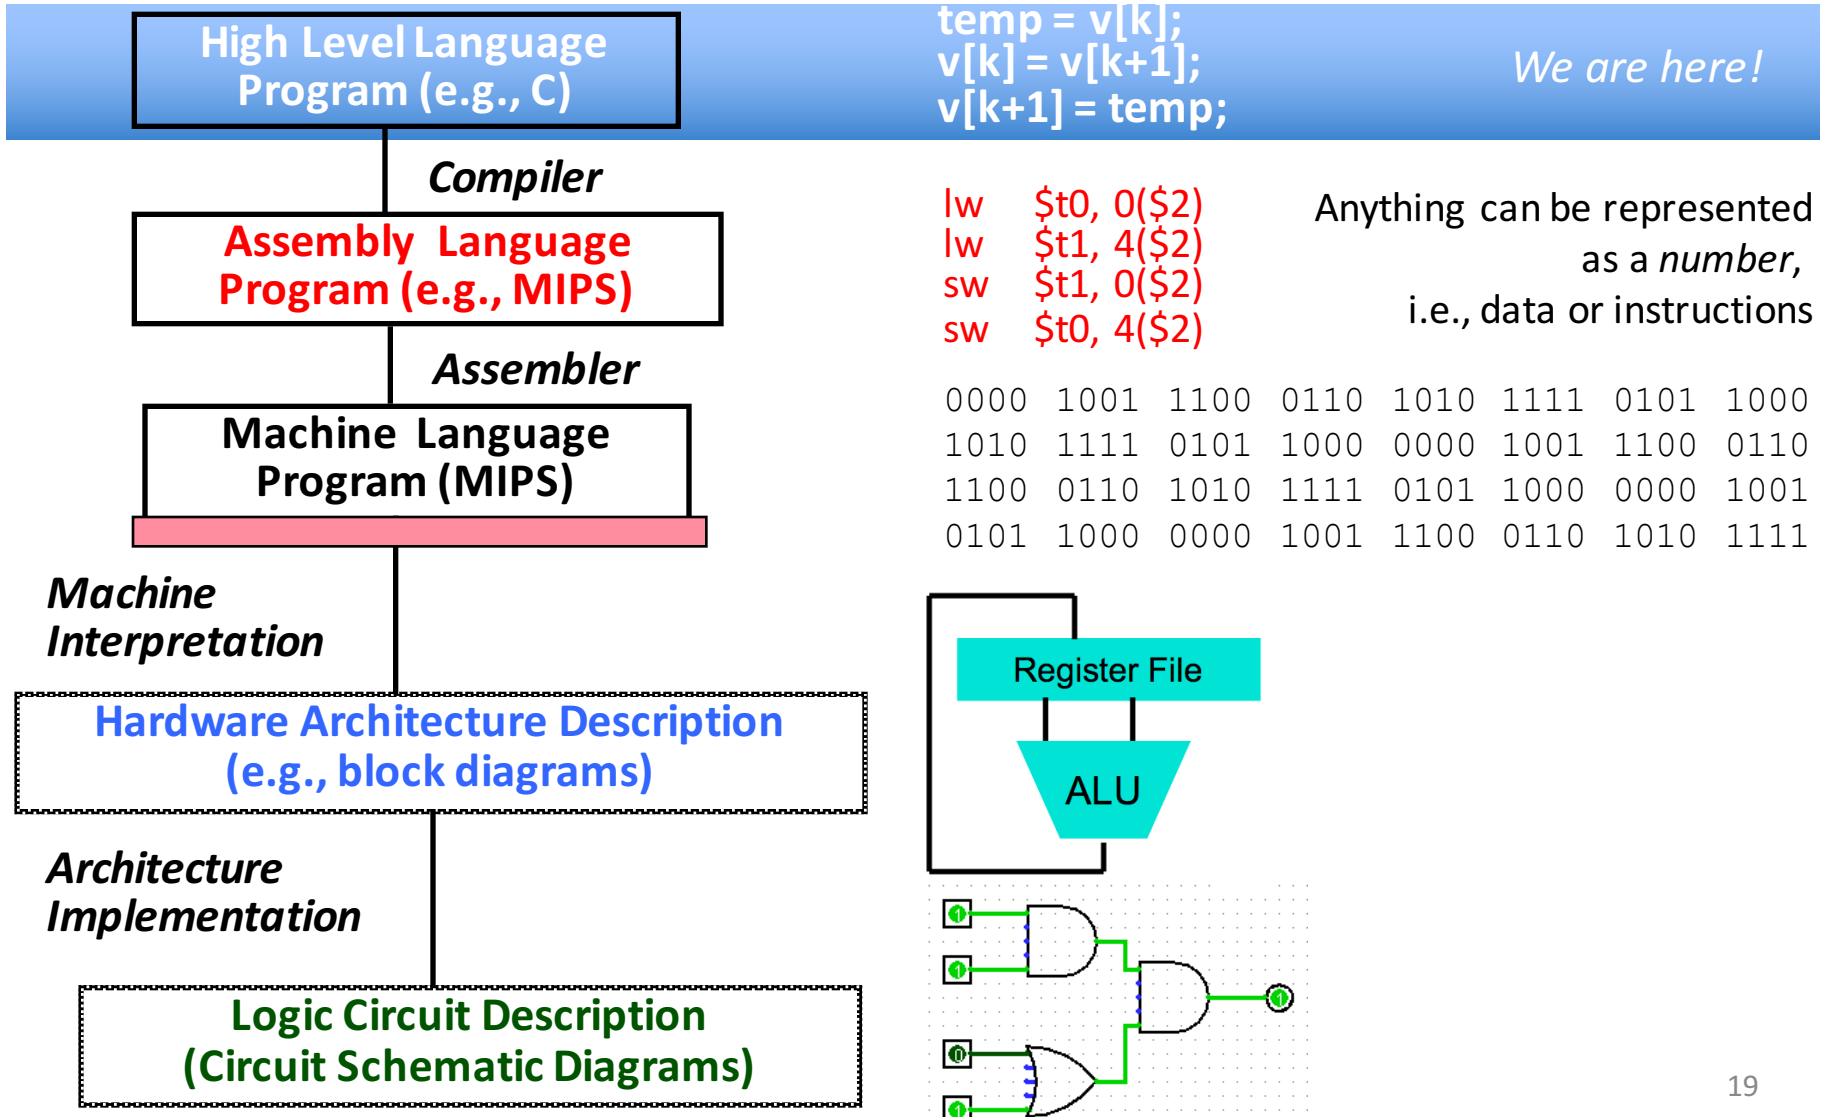 High Level Language
Program (e.g., C)
temp = v[k];
v[k] = v[k+1];
v[k+1] = temp;
We are here!
Compiler
Assembly Language
Program (e.g., MIPS)
lw $t0, 0($2)
lw $t1, 4($2)
sw $t1, 0($2)
sw $t0, 4($2)
Anything can be represented
as a number,
i.e., data or instructions
Assembler
Machine Language
Program (MIPS)
0000 1001 1100 0110 1010 1111 0101 1000
1010 1111 0101 1000 0000 1001 1100 0110
1100 0110 1010 1111 0101 1000 0000 1001
0101 1000 0000 1001 1100 0110 1010 1111
Machine
Interpretation
Register File
ALU
Hardware Architecture Description
(e.g., block diagrams)
Architecture
Implementation
Logic Circuit Description
(Circuit Schematic Diagrams)
1
1
1
0
1
19